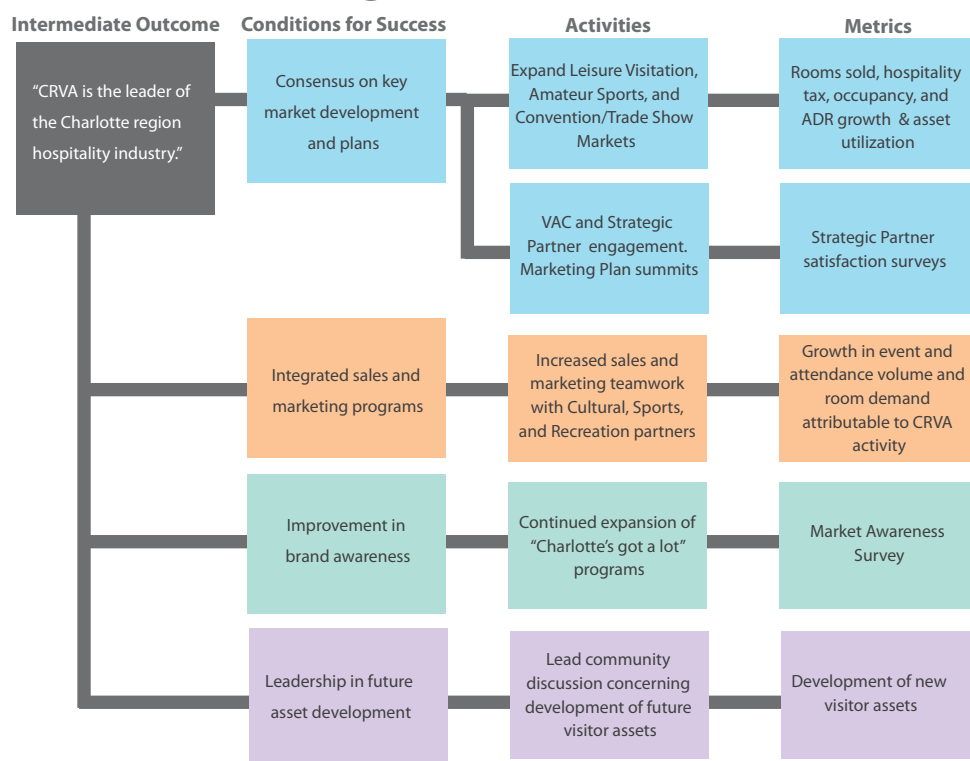 Intermediate Outcome
Conditions for Success
Activities
Metrics
“CRVA is the leader of
the Charlotte region
hospitality industry.”
Consensus on key
market development
and plans
Expand Leisure Visitation,
Amateur Sports, and
Convention/Trade Show
Markets
Rooms sold, hospitality
tax, occupancy, and
ADR growth & asset
utilization
VAC and Strategic
Partner engagement.
Marketing Plan summits
Strategic Partner
satisfaction surveys
Integrated sales and
marketing programs
Increased sales and
marketing teamwork
with Cultural, Sports,
and Recreation partners
Growth in event and
attendance volume and
room demand
attributable to CRVA
activity
Improvement in
brand awareness
Continued expansion of
“Charlotte’s got a lot”
programs
Market Awareness
Survey
Leadership in future
asset development
Lead community
discussion concerning
development of future
visitor assets
Development of new
visitor assets